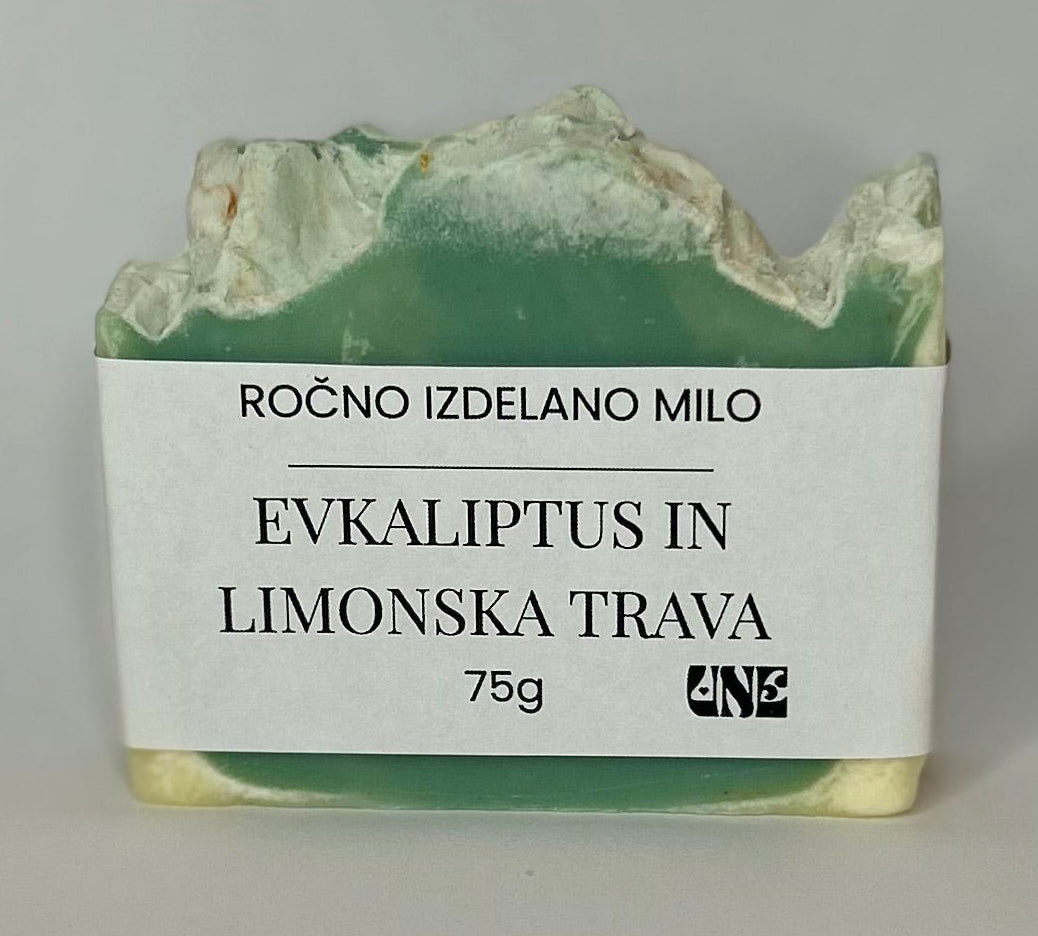 ROČNO IZDELANO MILO
EVKALIPTUS IN
LIMONSKA TRAVA
75g